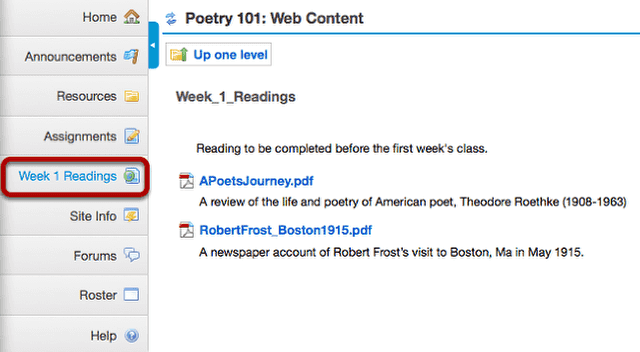 Home
Announcements
Resources
Assignments
Week 1 Readings
Site Info
Forums
Roster
Help
Poetry 101: Web Content
Up one level
Week_1_Readings
Reading to be completed before the first week's class.
APoetsJourney.pdf
A review of the life and poetry of American poet, Theodore Roethke (1908-1963)
RobertFrost_Boston1915.pdf
A newspaper account of Robert Frost's visit to Boston, Ma in May 1915.